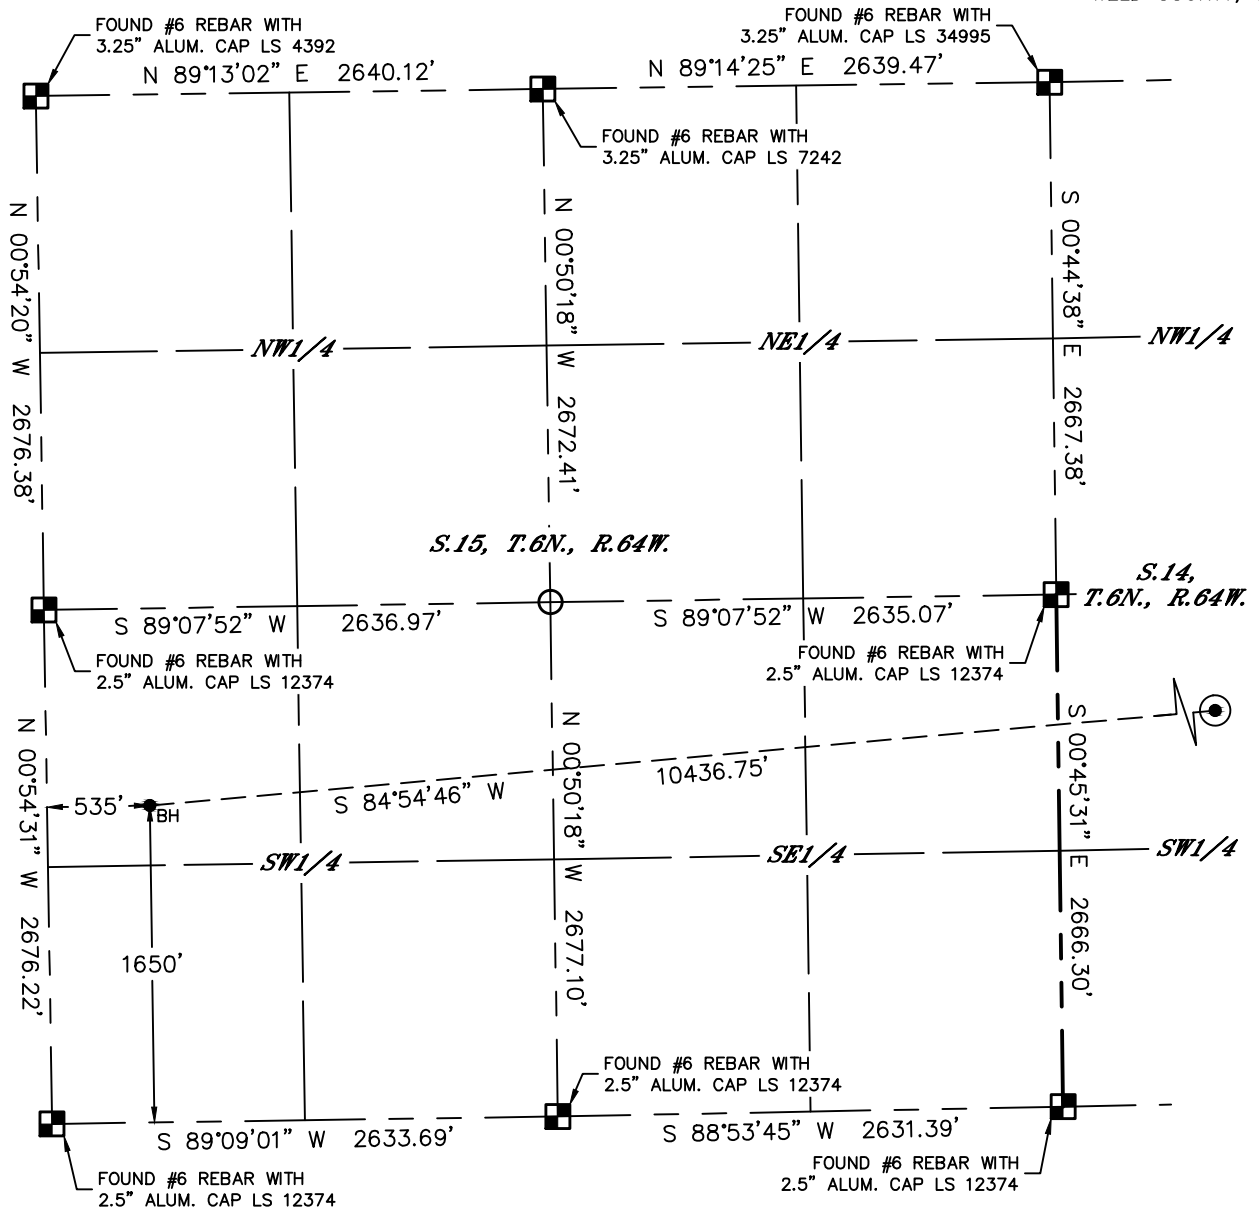 FOUND #6 REBAR WITH
3.25" ALUM. CAP LS 4392
N 89°13'02" E 2640.12'
FOUND #6 REBAR WITH
3.25" ALUM. CAP LS 34995
N 89°14'25" E 2639.47'
FOUND #6 REBAR WITH
3.25" ALUM. CAP LS 7242
N 00°54'20" W 2676.38'
N 00°50'18" W 2672.41'
S 00°44'38" E 2667.38'
NW1/4
NE1/4
NW1/4
S.15, T.6N., R.64W.
S.14,
T.6N., R.64W.
S 89°07'52" W 2636.97'
S 89°07'52" W 2635.07'
FOUND #6 REBAR WITH
2.5" ALUM. CAP LS 12374
FOUND #6 REBAR WITH
2.5" ALUM. CAP LS 12374
N 00°54'31" W 2676.22'
N 00°50'18" W 2677.10'
S 00°45'31" E 2666.30'
535'
BH
S 84°54'46" W 10436.75'
SW1/4
SE1/4
SW1/4
1650'
FOUND #6 REBAR WITH
2.5" ALUM. CAP LS 12374
S 89°09'01" W 2633.69'
S 88°53'45" W 2631.39'
FOUND #6 REBAR WITH
2.5" ALUM. CAP LS 12374
FOUND #6 REBAR WITH
2.5" ALUM. CAP LS 12374